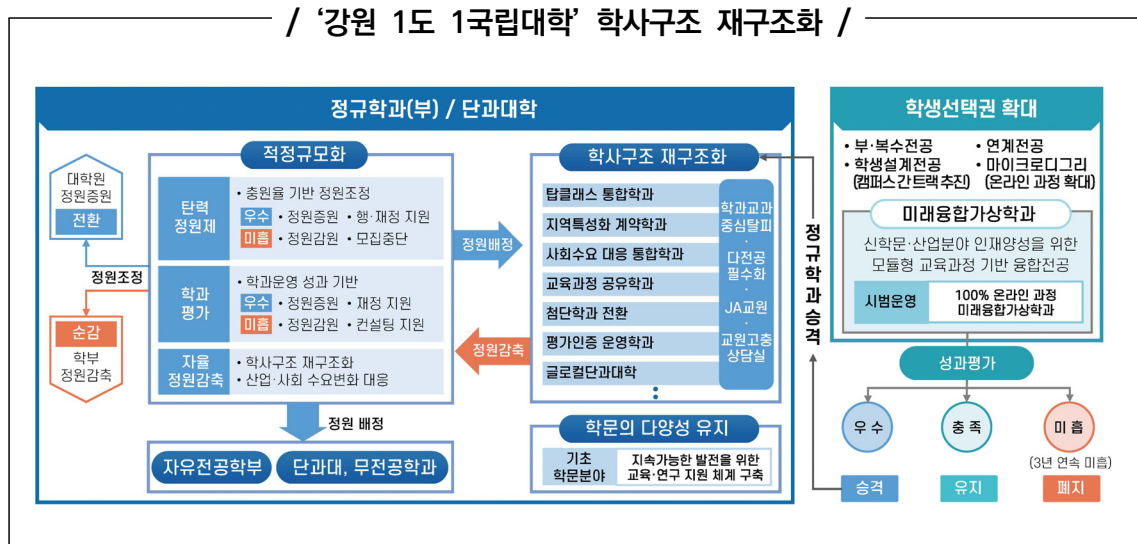 / ‘강원 1도 1국립대학’ 학사구조 재구조화 /
정규학과(부) / 단과대학
대학원
정원증원
전환
정원조정
순감
학부
정원감축
적정규모화
탄력
정원제
• 충원율 기반 정원조정
우수 • 정원증원 • 행·재정 지원
미흡 • 정원감원 • 모집중단
학과
평가
• 학과운영 성과 기반
우수 • 정원증원 • 재정 지원
미흡 • 정원감원 • 컨설팅 지원
자율
정원감축
• 학사구조 재구조화
• 산업·사회 수요변화 대응
정원 배정
자유전공학부
단과대, 무전공학과
정원배정
정원감축
학사구조 재구조화
탑클래스 통합학과
지역특성화 계약학과
사회수요 대응 통합학과
교육과정 공유학과
첨단학과 전환
평가인증 운영학과
글로컬단과대학
학과교과
중심탈피
·
다전공
필수화
·
JA교원
·
교원고충
상담실
학문의 다양성 유지
기초
학문분야
지속가능한 발전을 위한
교육·연구 지원 체계 구축
정규학과 승격
학생선택권 확대
• 부·복수전공
• 학생설계전공
(캠퍼스 간 트랙 추진)
• 연계전공
• 마이크로디그리
(온라인 과정 확대)
미래융합가상학과
신학문·산업분야 인재양성을 위한
모듈형 교육과정 기반 융합전공
시범운영
100% 온라인 과정
미래융합가상학과
성과평가
우 수
충 족
미 흡
(3년 연속 미흡)
승격
유지
폐지